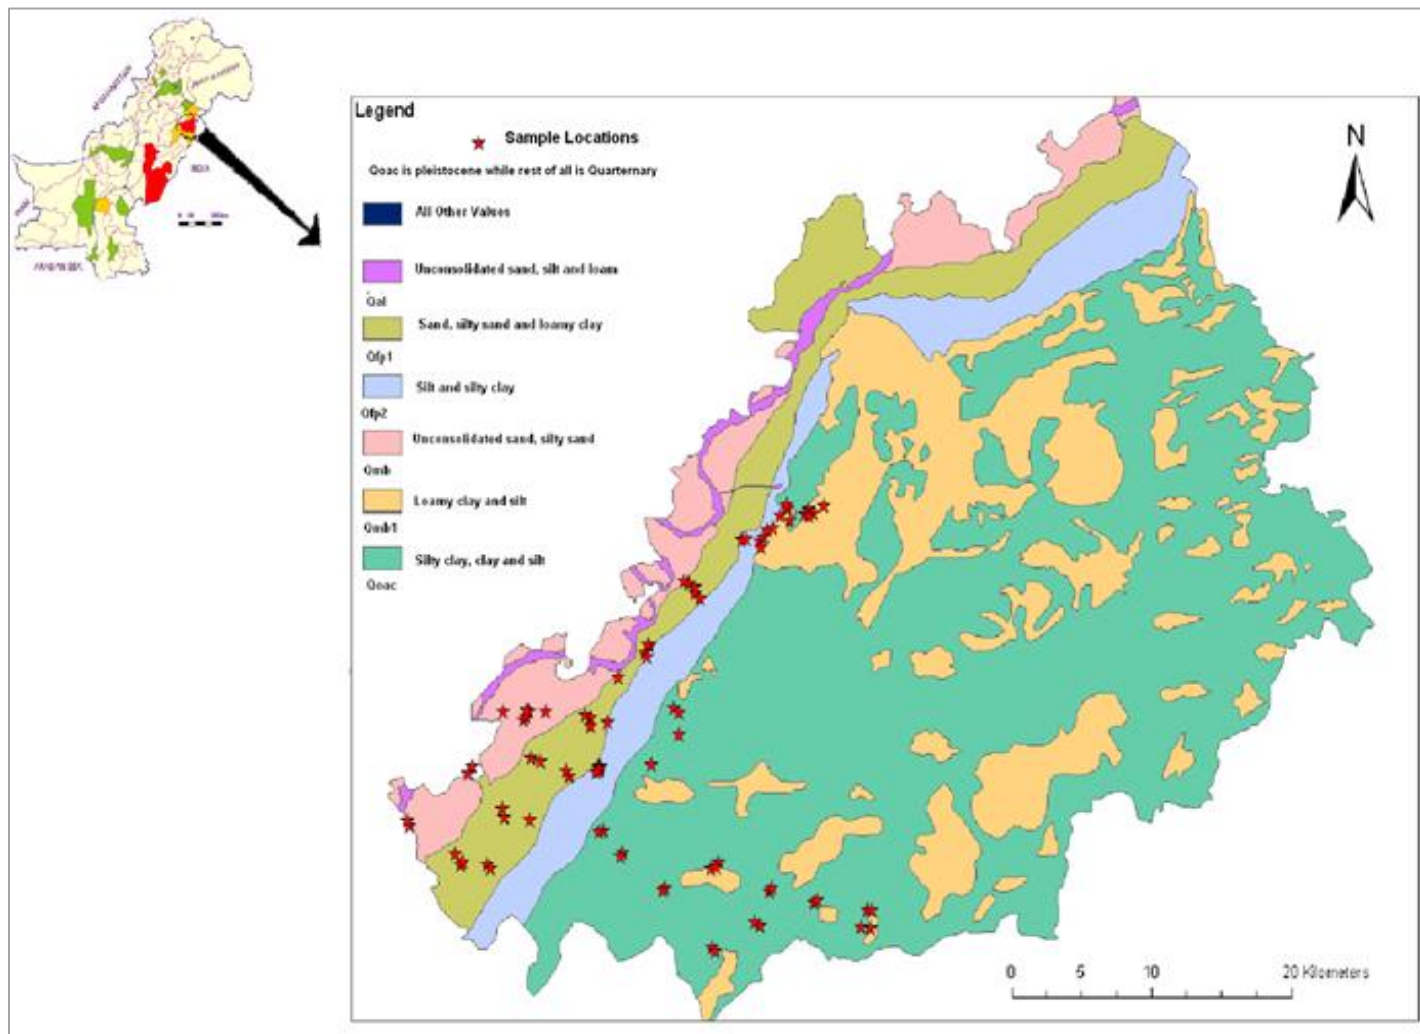 Legend
Sample Locations
Qoac is pleistocene while rest of all is Quarternary
All Other Values
Unconsolidated sand, silt and loam
Qal
Sand, silty sand and loamy clay
Qfp1
Silt and silty clay
Qfp2
Unconsolidated sand, silty sand
Qmb
Loamy clay and silt
Qmb1
Silty clay, clay and silt
Qoac
N
0 5 10 20 Kilometers